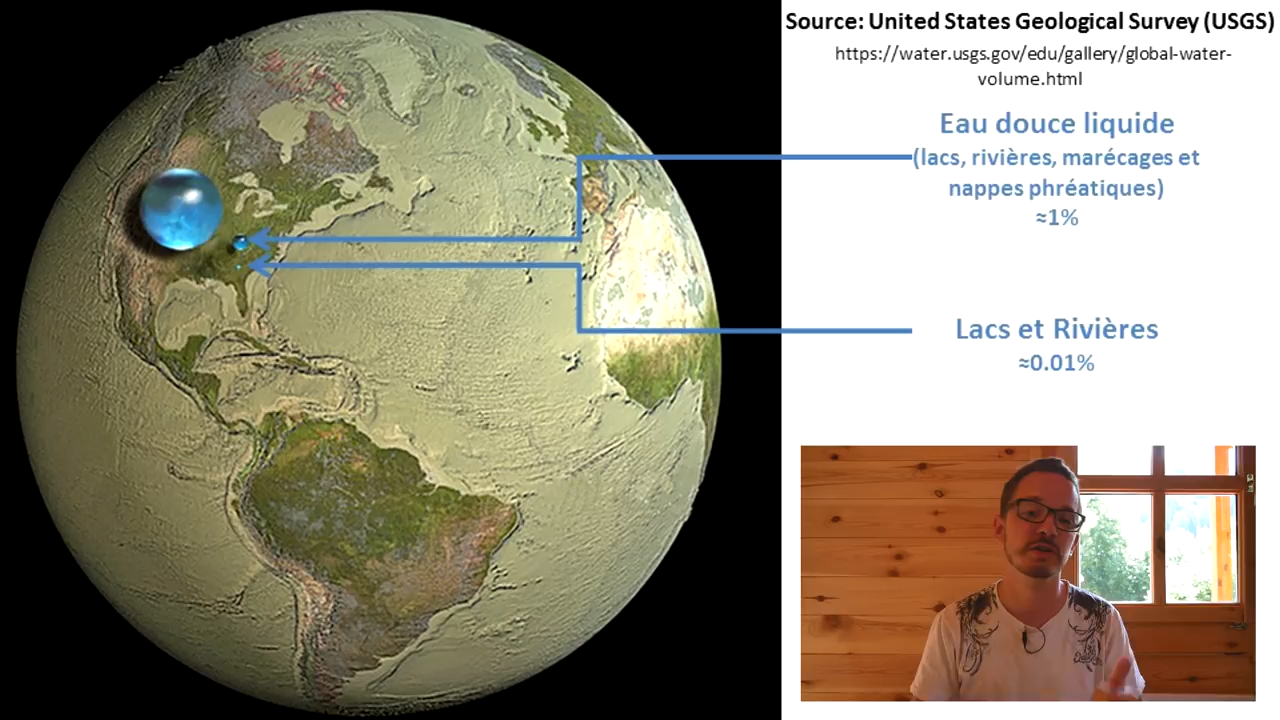 Source: United States Geological Survey (USGS)
https://water.usgs.gov/edu/gallery/global-water-
volume.html
Eau douce liquide
(lacs, rivières, marécages et
nappes phréatiques)
≈1%
Lacs et Rivières
≈0.01%